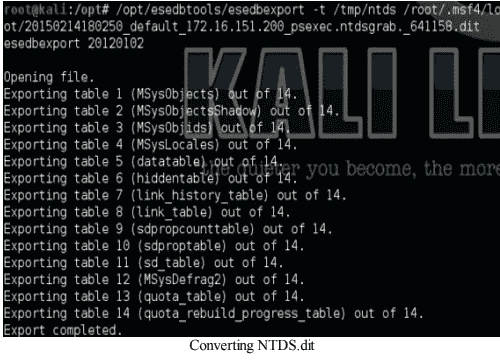 root@kali:/opt# /opt/esedbtools/esedbexport -t /tmp/ntds /root/.msf4/lo
ot/20150214180250_default_172.16.151.200_psexec.ntdsgrab._641158.dit
esedbexport 20120102
Opening file.
Exporting table 1 (MSysObjects) out of 14.
Exporting table 2 (MSysObjectsShadow) out of 14.
Exporting table 3 (MSysObjids) out of 14.
Exporting table 4 (MSysLocales) out of 14.
Exporting table 5 (datatable) out of 14.
Exporting table 6 (hiddentable) out of 14.
Exporting table 7 (link_history_table) out of 14.
Exporting table 8 (link_table) out of 14.
Exporting table 9 (sdpropcounttable) out of 14.
Exporting table 10 (sdproptable) out of 14.
Exporting table 11 (sd_table) out of 14.
Exporting table 12 (MSysDefrag2) out of 14.
Exporting table 13 (quota_table) out of 14.
Exporting table 14 (quota_rebuild_progress_table) out of 14.
Export completed.
KALI LI
the quieter you become, the more
Converting NTDS.dit